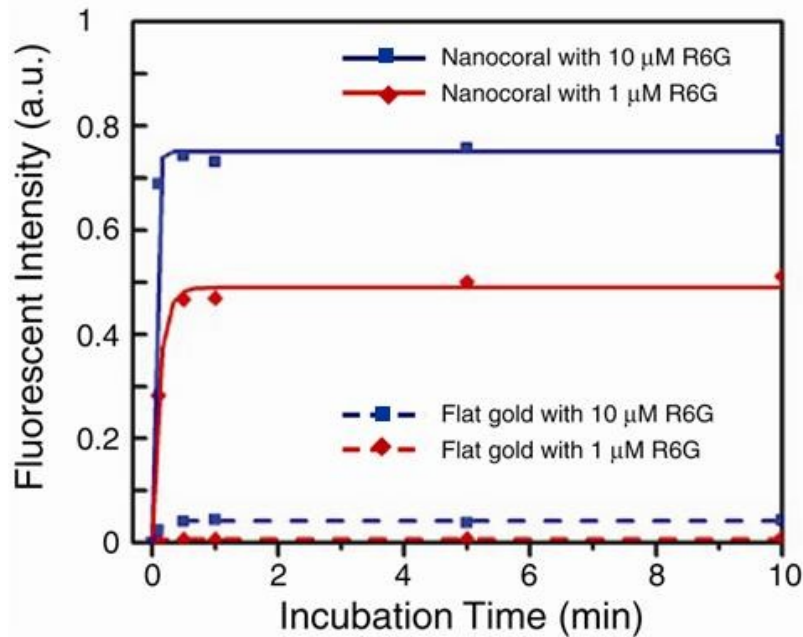 1
Nanocoral with 10 μM R6G
Nanocoral with 1 μM R6G
0.8
0.6
0.4
Flat gold with 10 μM R6G
Flat gold with 1 μM R6G
0.2
0
Fluorescent Intensity (a.u.)
0 2 4 6 8 10
Incubation Time (min)